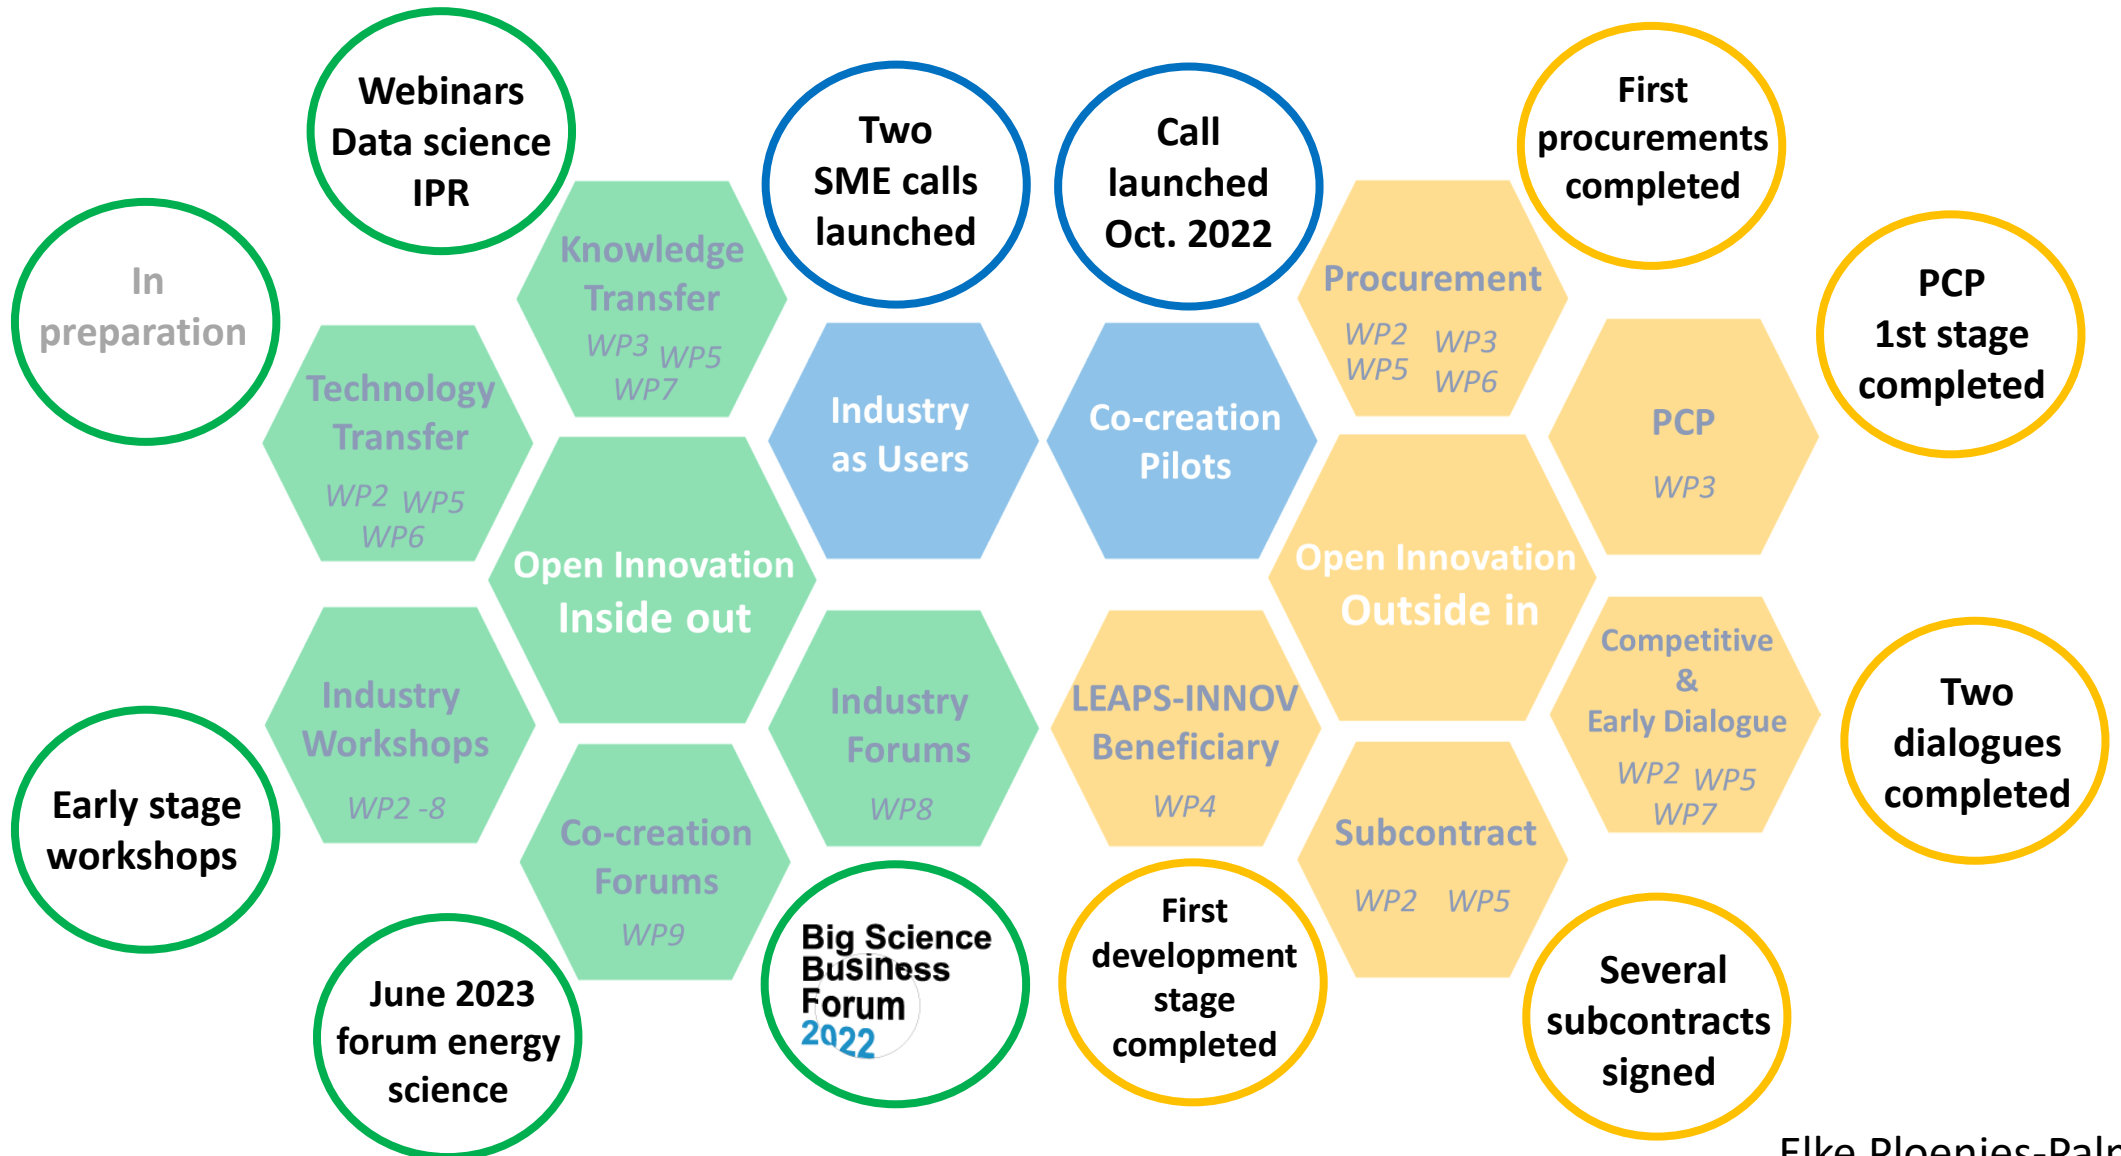 Webinars
Data science
IPR
Two
SME calls
launched
Call
launched
Oct. 2022
First
procurements
completed
In
preparation
Knowledge
Transfer
WP3 WP5
WP7
Procurement
WP2 WP3
WP5 WP6
PCP
1st stage
completed
Technology
Transfer
WP2 WP5
WP6
Industry
as Users
Co-creation
Pilots
PCP
WP3
Open Innovation
Inside out
Open Innovation
Outside in
Industry
Workshops
WP2 -8
Industry
Forums
WP8
LEAPS-INNOV
Beneficiary
WP4
Competitive
&
Early Dialogue
WP2 WP5
WP7
Two
dialogues
completed
Early stage
workshops
Co-creation
Forums
WP9
Subcontract
WP2 WP5
June 2023
forum energy
science
Big Science
Business
Forum
2022
First
development
stage
completed
Several
subcontracts
signed
Elke